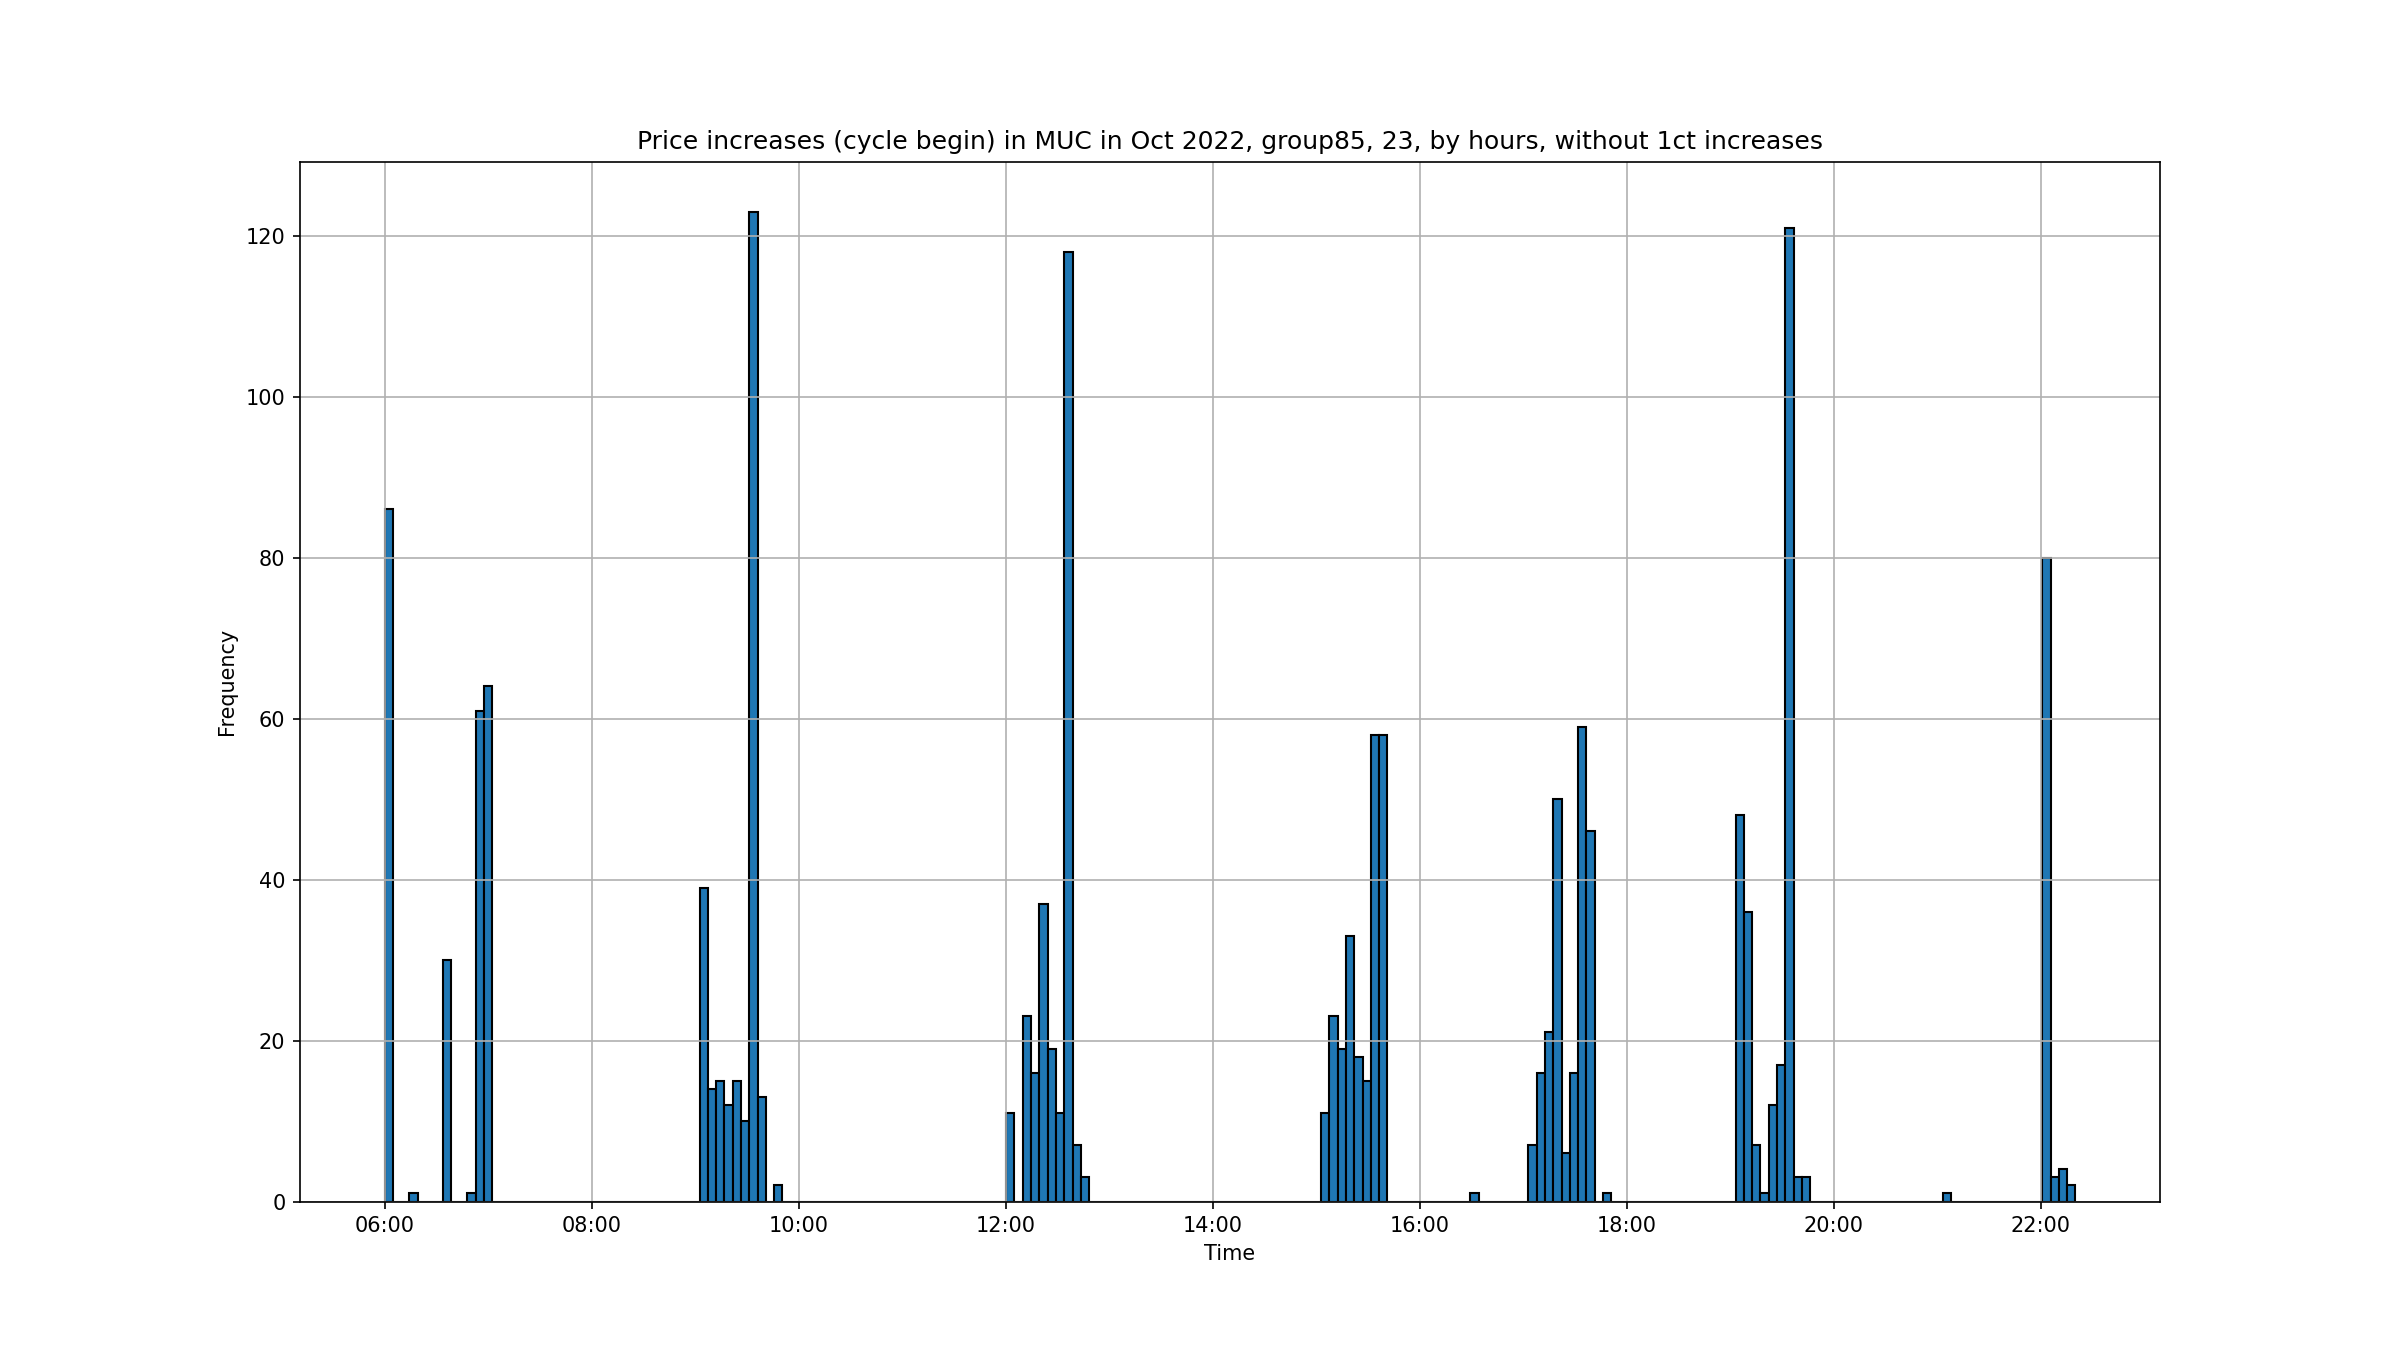 Price increases (cycle begin) in MUC in Oct 2022, group85, 23, by hours, without 1ct increases
120
100
80
60
40
20
0
Frequency
06:00 08:00 10:00 12:00 14:00 16:00 18:00 20:00 22:00
Time